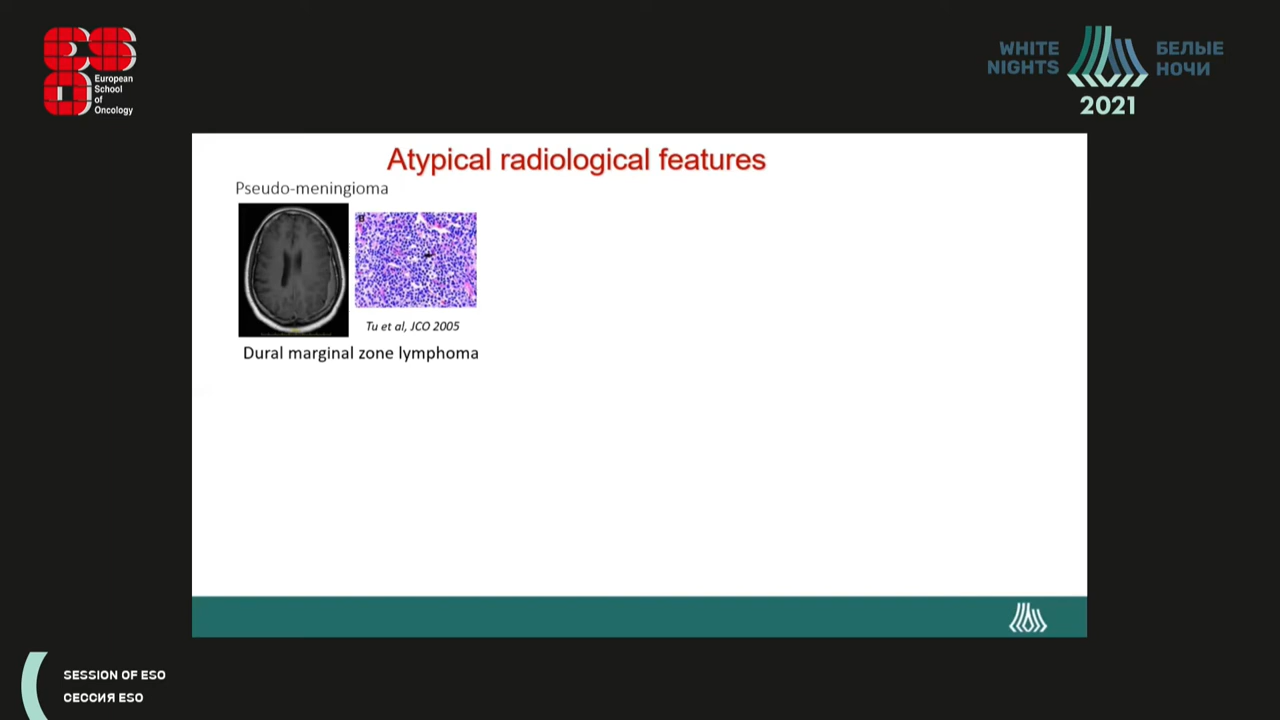 European
School
of
Oncology
WHITE
NIGHTS
БЕЛЫЕ
НОЧИ
2021
Atypical radiological features
Pseudo-meningioma
B
Tu et al, JCO 2005
Dural marginal zone lymphoma
SESSION OF ESO
СЕССИЯ ESO